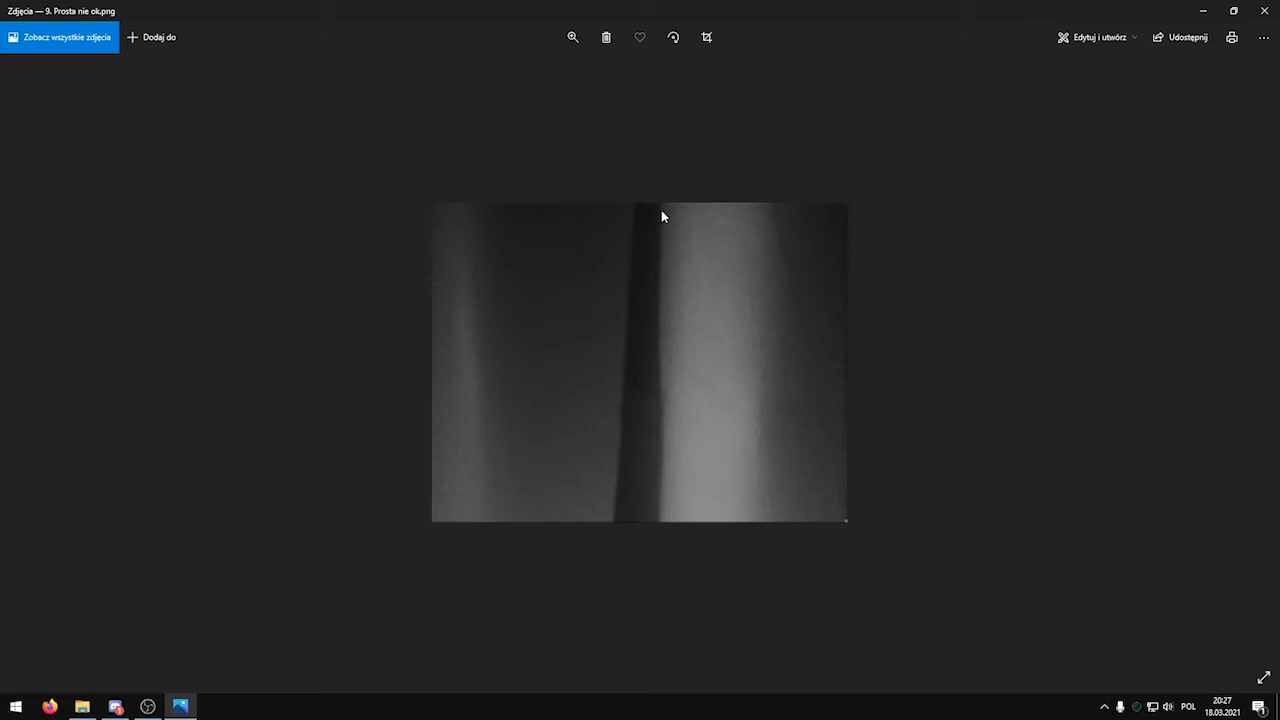 Zdjęcia — 9. Prosta nie ok.png
Zobacz wszystkie zdjęcia
Dodaj do
Edytuj i utwórz
Udostępnij
POL
20:27
18.03.2021
1